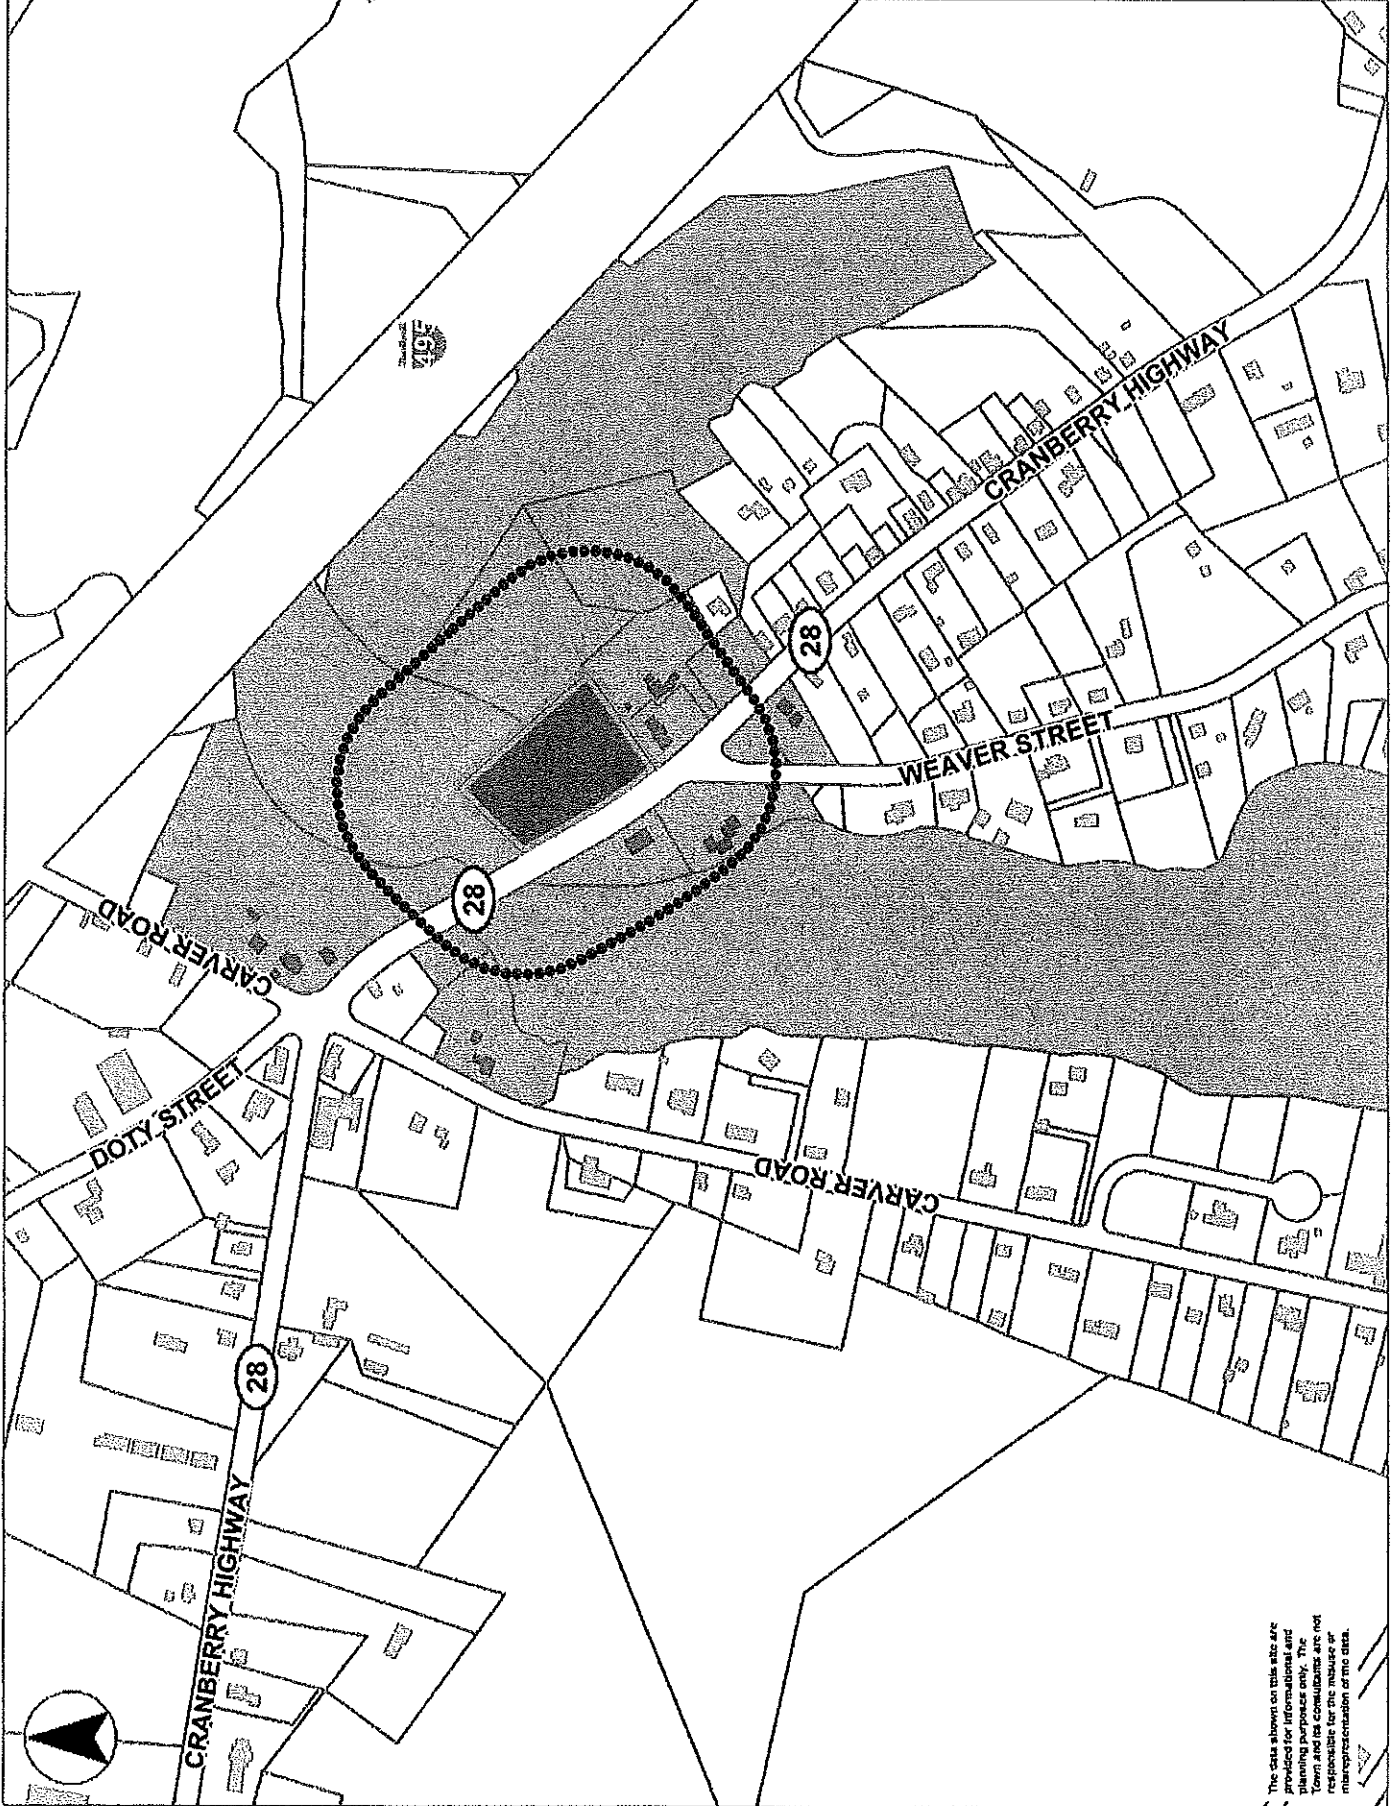 495
CARVER ROAD
DOTY STREET
28
28
CRANBERRY HIGHWAY
WEAVER STREET
CARVER ROAD
28
CRANBERRY HIGHWAY
The data shown on this site are
provided for informational and
planning purposes only. The
Town and its consultants are not
responsible for the misuse or
misrepresentation of the data.